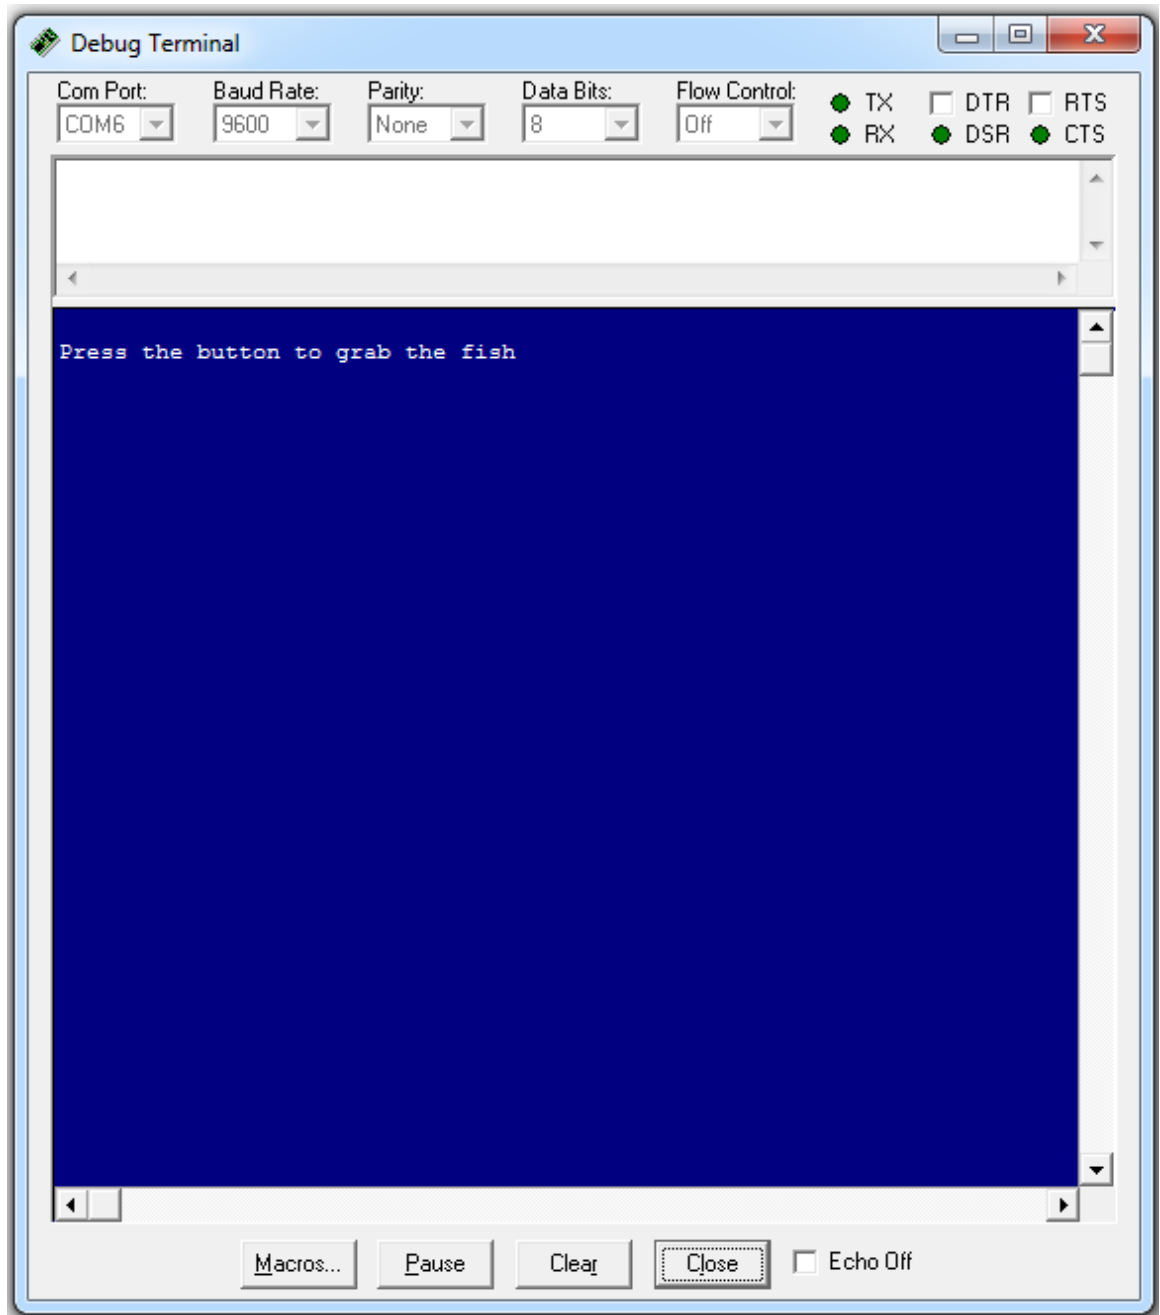 Debug Terminal
Com Port: Baud Rate: Parity: Data Bits: Flow Control: TX DTR RTS
COM6 9600 None 8 Off RX DSR CTS
Press the button to grab the fish
Macros... Pause Clear Close Echo Off